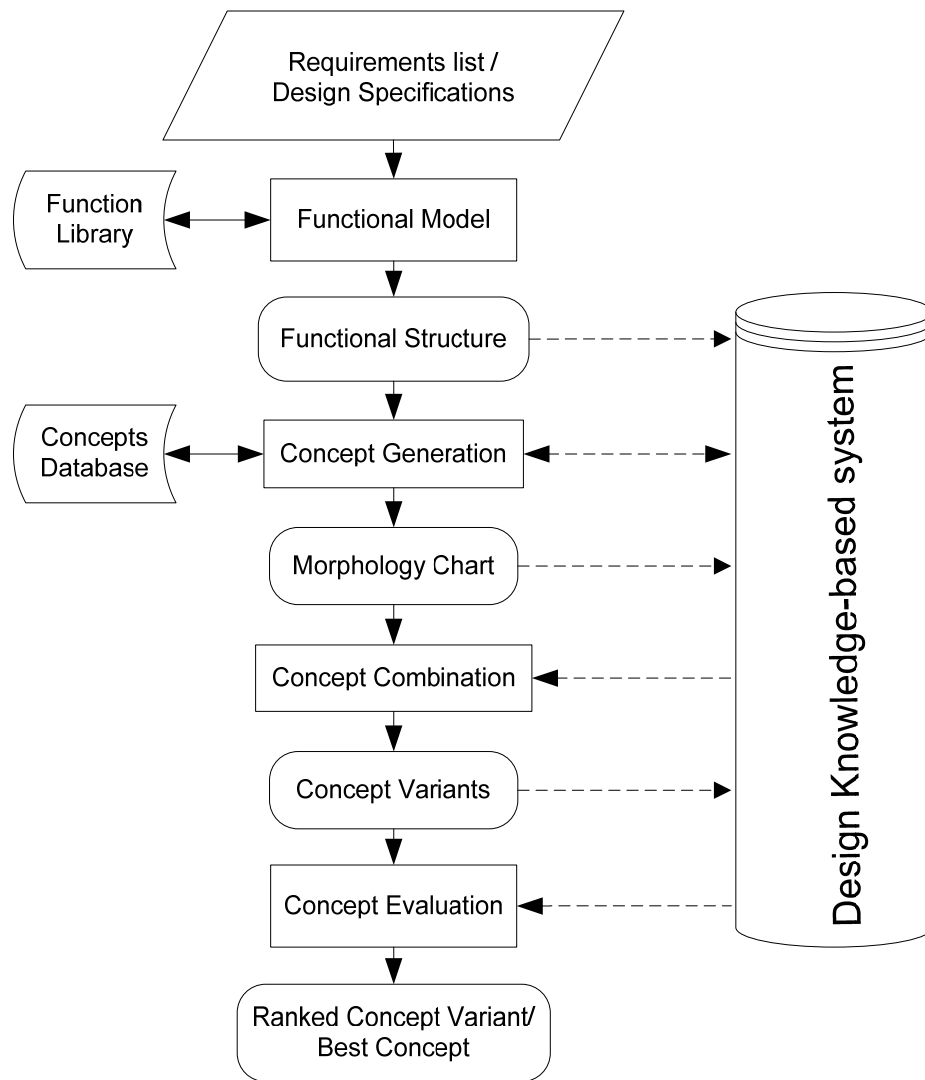 Requirements list /
Design Specifications
Function
Library
Functional Model
Functional Structure
Concepts
Database
Concept Generation
Morphology Chart
Concept Combination
Concept Variants
Concept Evaluation
Ranked Concept Variant/
Best Concept
Design Knowledge-based system